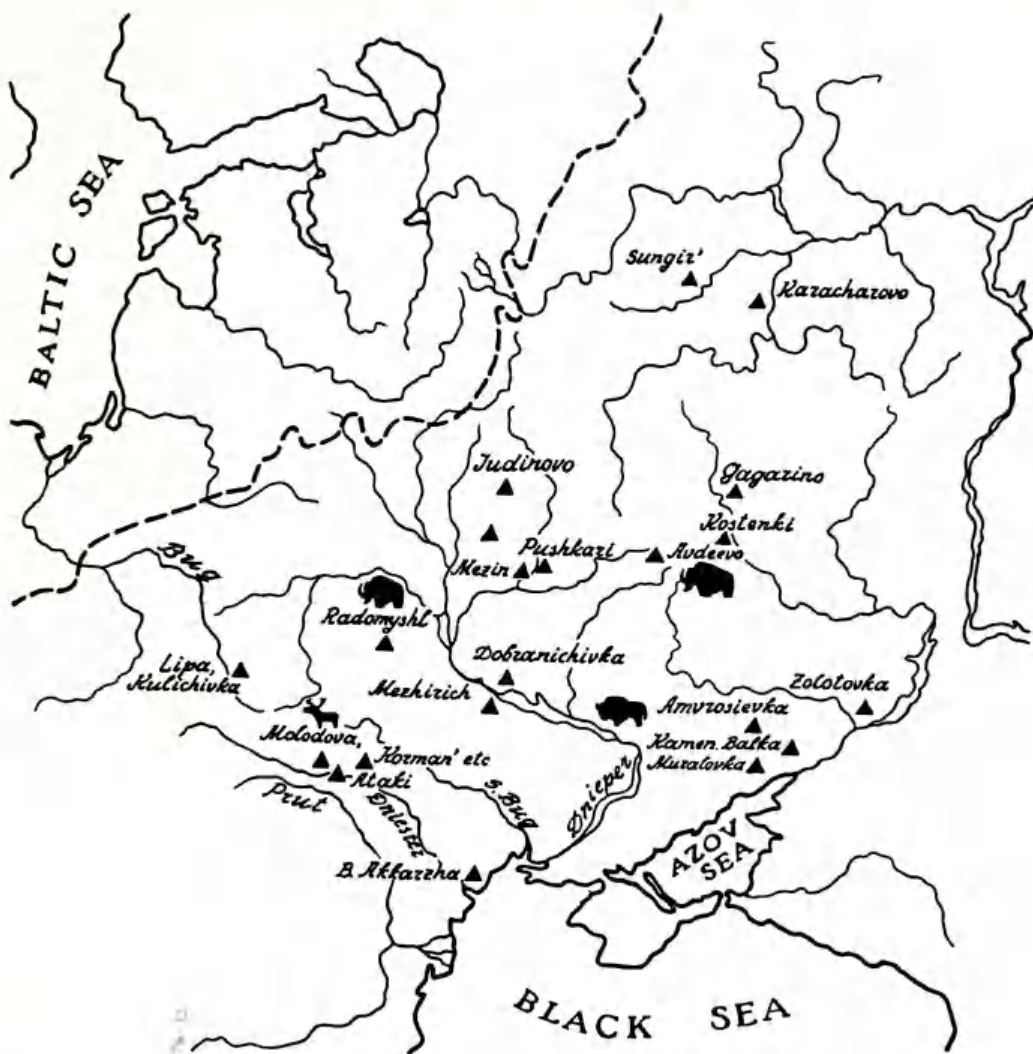 BALTIC SEA
Sungir'
Karacharovo
Judinovo
Gagarino
Kostenki
Pushkari
Avdeevo
Mezin
Bug
Radomyshl
Lipa,
Kulichivka
Dobranichivka
Mezhirich
Zolotovka
Amvrosievka
Molodova,
Korman' etc
Kamen. Balka
Muralovka
Ataki
Prut
Dniester
S. Bug
Dnieper
AZOV
SEA
B. Akkarzha
BLACK SEA